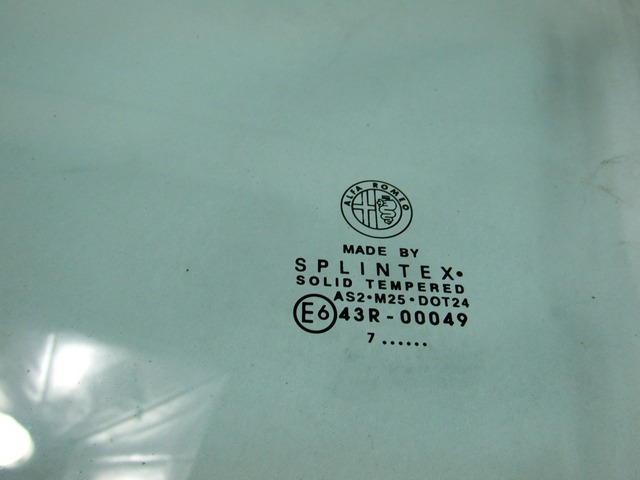 ALFA ROMEO
MADE BY
SPLINTEX•
SOLID TEMPERED
AS2•M25•DOT24
E6 43R-00049
7 ......